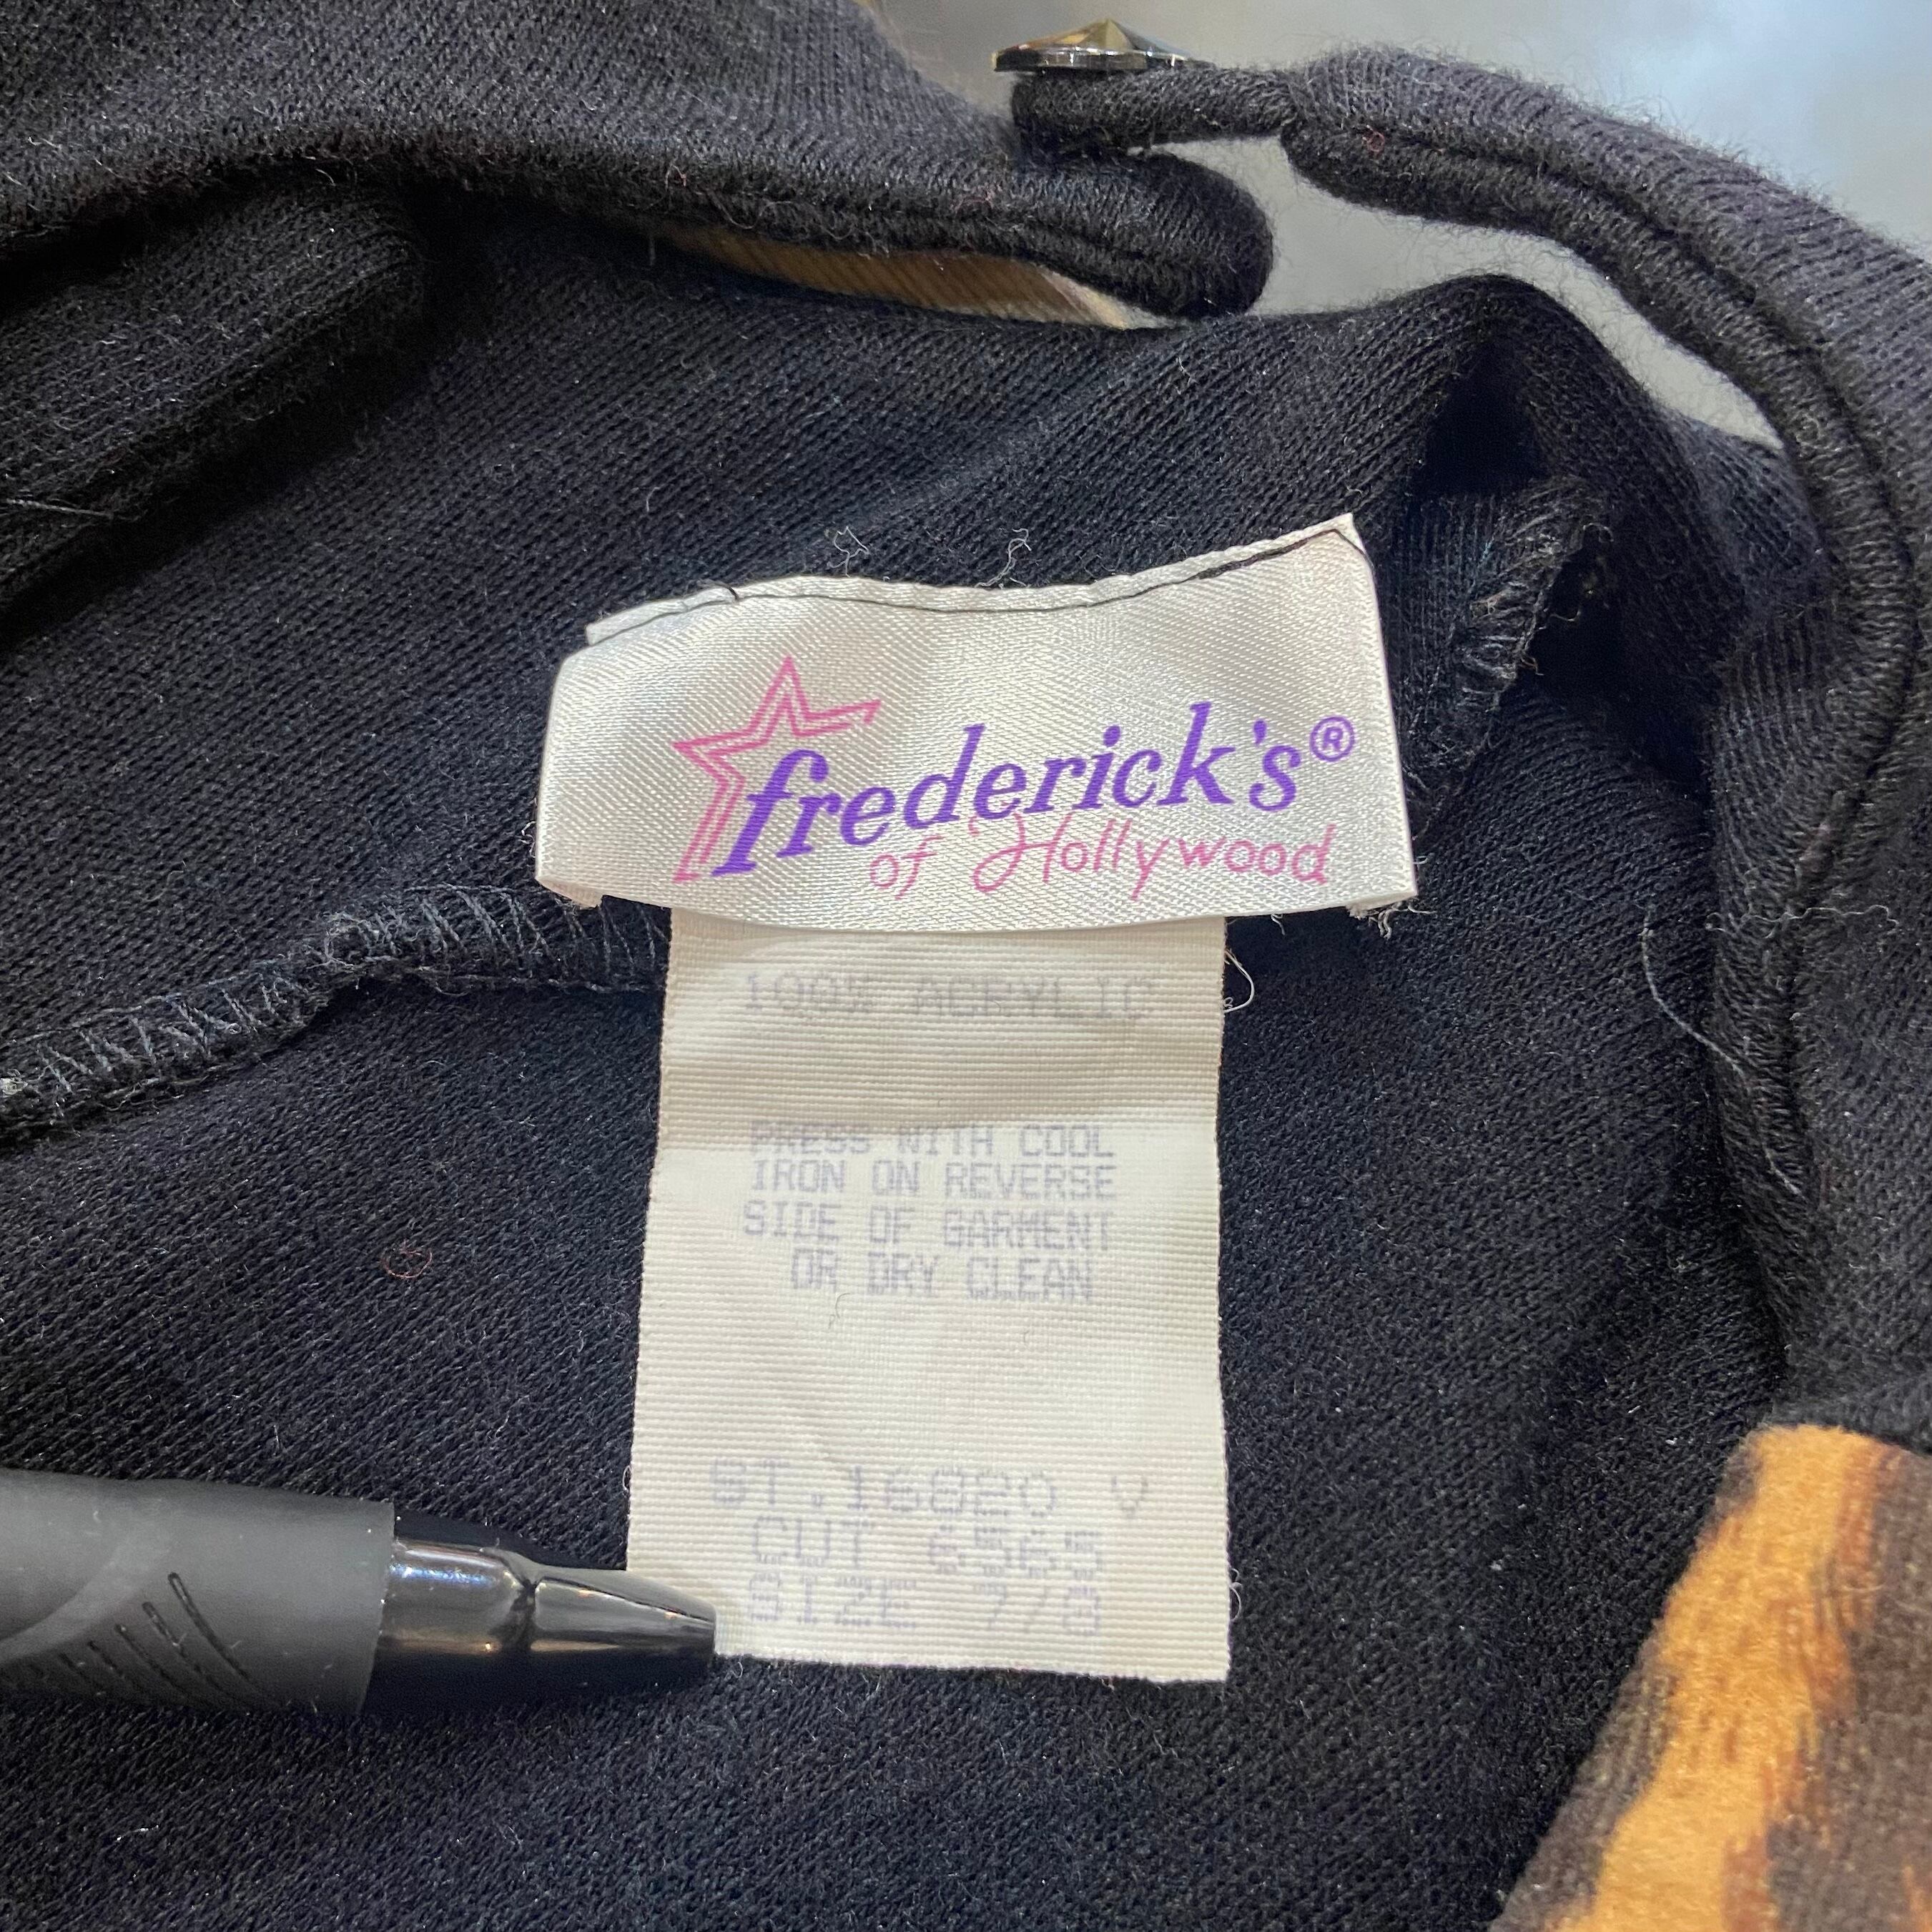 frederick's®
of Hollywood
100% ACRYLIC
PRESS WITH COOL
IRON ON REVERSE
SIDE OF GARMENT
OR DRY CLEAN
ST.16820 V
CUT 6565
SIZE 7/8